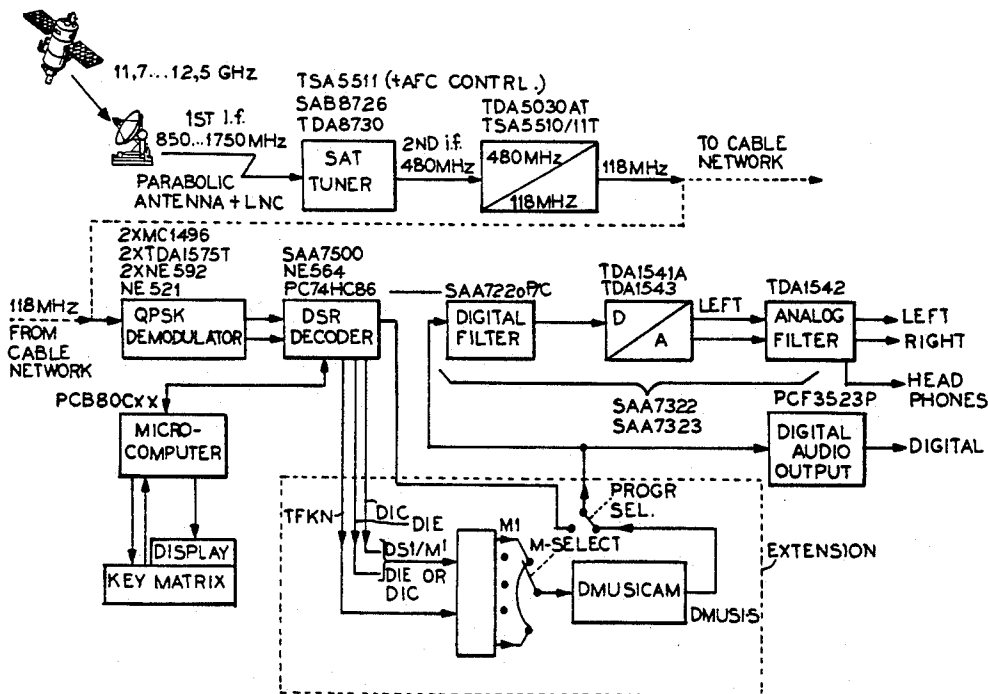 11,7...12,5 GHz
1ST I.f.
850...1750 MHz
PARABOLIC
ANTENNA + LNC
TSA5511 (+AFC CONTRL.)
SAB8726
TDA8730
SAT
TUNER
2ND i.f.
480MHz
TDA5030AT
TSA5510/11T
480MHz
118MHZ
118MHz
TO CABLE
NETWORK
2XMC1496
2XTDA1575T
2XNE592
NE521
118MHz
FROM
CABLE
NETWORK
QPSK
DEMODULATOR
SAA7500
NE564
PC74HC86
DSR
DECODER
SAA7220P/C
DIGITAL
FILTER
TDA1541A
TDA1543
D
A
LEFT
TDA1542
ANALOG
FILTER
LEFT
RIGHT
HEAD
PHONES
SAA7322
SAA7323
PCF3523P
DIGITAL
AUDIO
OUTPUT
DIGITAL
PCB80Cxx
MICRO-
COMPUTER
DISPLAY
KEY MATRIX
TFKN
DIC
DIE
DS1/M1
DIE OR
DIC
M1
M-SELECT
PROGR
SEL.
DMUSICAM
DMUSIS
EXTENSION